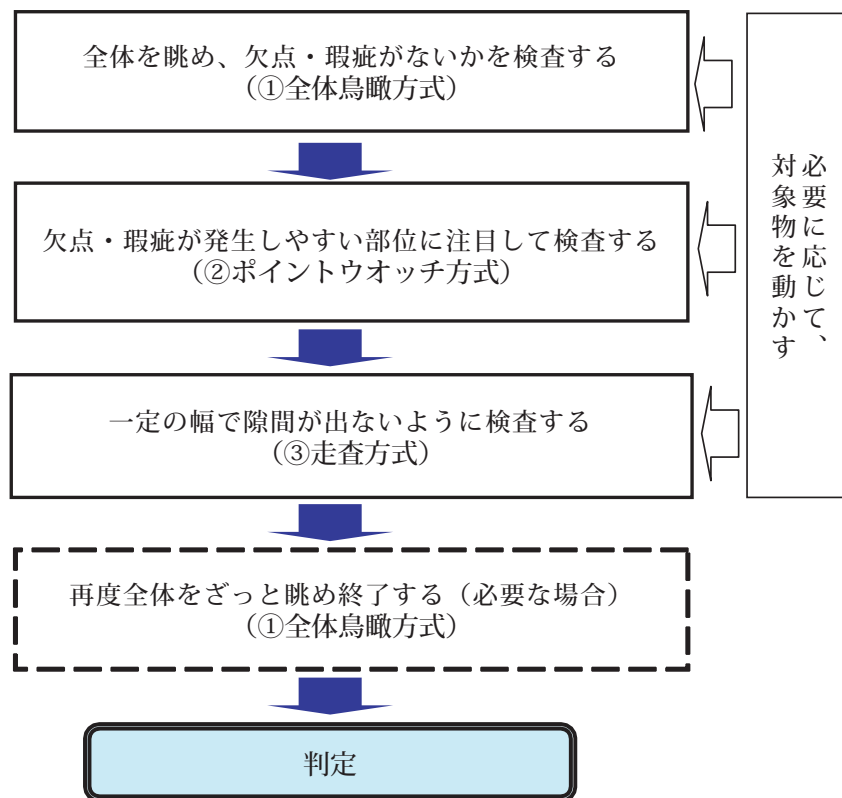 全体を眺め、欠点・瑕疵がないかを検査する
(①全体鳥瞰方式)
欠点・瑕疵が発生しやすい部位に注目して検査する
(②ポイントウオッチ方式)
一定の幅で隙間が出ないように検査する
(③走査方式)
再度全体をざっと眺め終了する(必要な場合)
(①全体鳥瞰方式)
判定
必要に応じて、
対象物を動かす